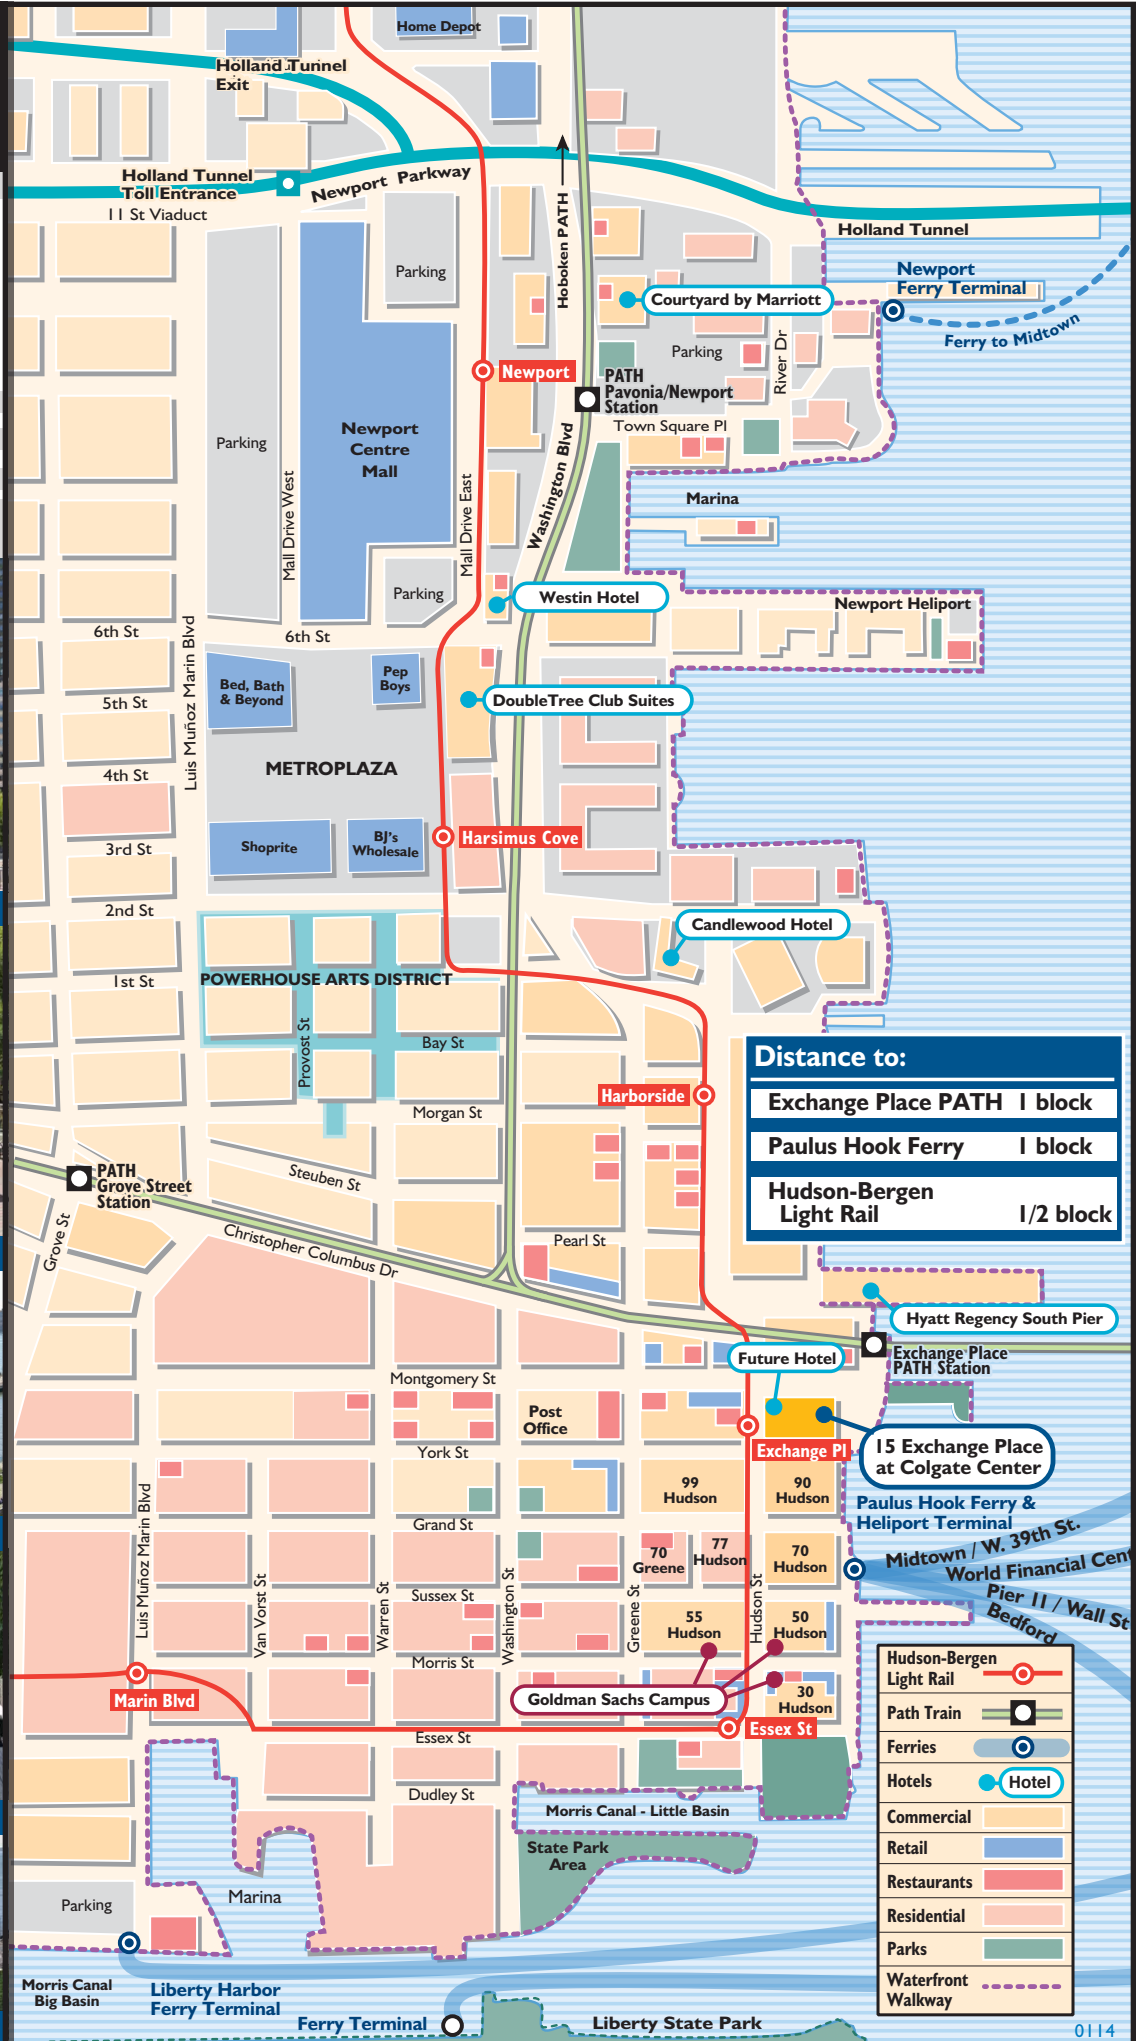 Home Depot
Holland Tunnel
Exit
Holland Tunnel
Toll Entrance
Newport Parkway
11 St Viaduct
Holland Tunnel
Hoboken PATH
Newport
Ferry Terminal
Ferry to Midtown
Parking
Courtyard by Marriott
Parking
River Dr
Newport
PATH
Pavonia/Newport
Station
Town Square Pl
Parking
Newport
Centre
Mall
Mall Drive West
Mall Drive East
Washington Blvd
Marina
Parking
Westin Hotel
Newport Heliport
6th St
6th St
Luis Muñoz Marin Blvd
Bed, Bath
& Beyond
Pep
Boys
5th St
DoubleTree Club Suites
METROPLAZA
4th St
Shoprite
BJ's
Wholesale
Harsimus Cove
3rd St
2nd St
Candlewood Hotel
POWERHOUSE ARTS DISTRICT
1st St
Provost St
Bay St
Harborside
Morgan St
Distance to:
Exchange Place PATH 1 block
Paulus Hook Ferry 1 block
Hudson-Bergen
Light Rail 1/2 block
PATH
Grove Street
Station
Steuben St
Grove St
Christopher Columbus Dr
Pearl St
Hyatt Regency South Pier
Future Hotel
Exchange Place
PATH Station
Montgomery St
Post
Office
Exchange Pl
15 Exchange Place
at Colgate Center
York St
99
Hudson
90
Hudson
Paulus Hook Ferry &
Heliport Terminal
Luis Muñoz Marin Blvd
Grand St
Midtown / W. 39th St.
World Financial Cent
Pier 11 / Wall St
Bedford
70
Greene
77
Hudson
70
Hudson
Van Vorst St
Warren St
Sussex St
Washington St
Greene St
Hudson St
55
Hudson
50
Hudson
Morris St
Marin Blvd
Goldman Sachs Campus
30
Hudson
Essex St
Essex St
Dudley St
Morris Canal - Little Basin
State Park
Area
Marina
Parking
Morris Canal
Big Basin
Liberty Harbor
Ferry Terminal
Ferry Terminal
Liberty State Park
Hudson-Bergen
Light Rail
Path Train
Ferries
Hotels
Hotel
Commercial
Retail
Restaurants
Residential
Parks
Waterfront
Walkway
0114